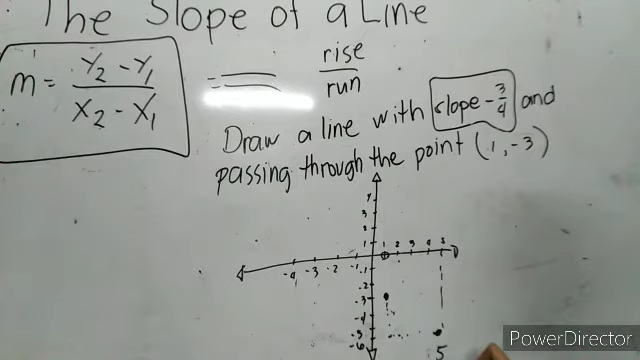 The Slope of a Line
m = Y2 - Y1 / X2 - X1
= rise / run
Draw a line with slope - 3/4 and
passing through the point (1, -3)
3
2
1
1 2 3 4 5
-4 -3 -2 -1
-1
-2
-3
-4
-5
-6
5
PowerDirector